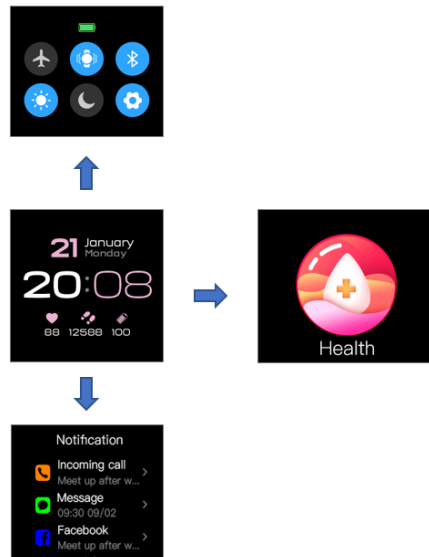 21 January
Monday
20:08
88 12588 100
Health
Notification
Incoming call
Meet up after w...
Message
09:30 09/02
Facebook
Meet up after w...